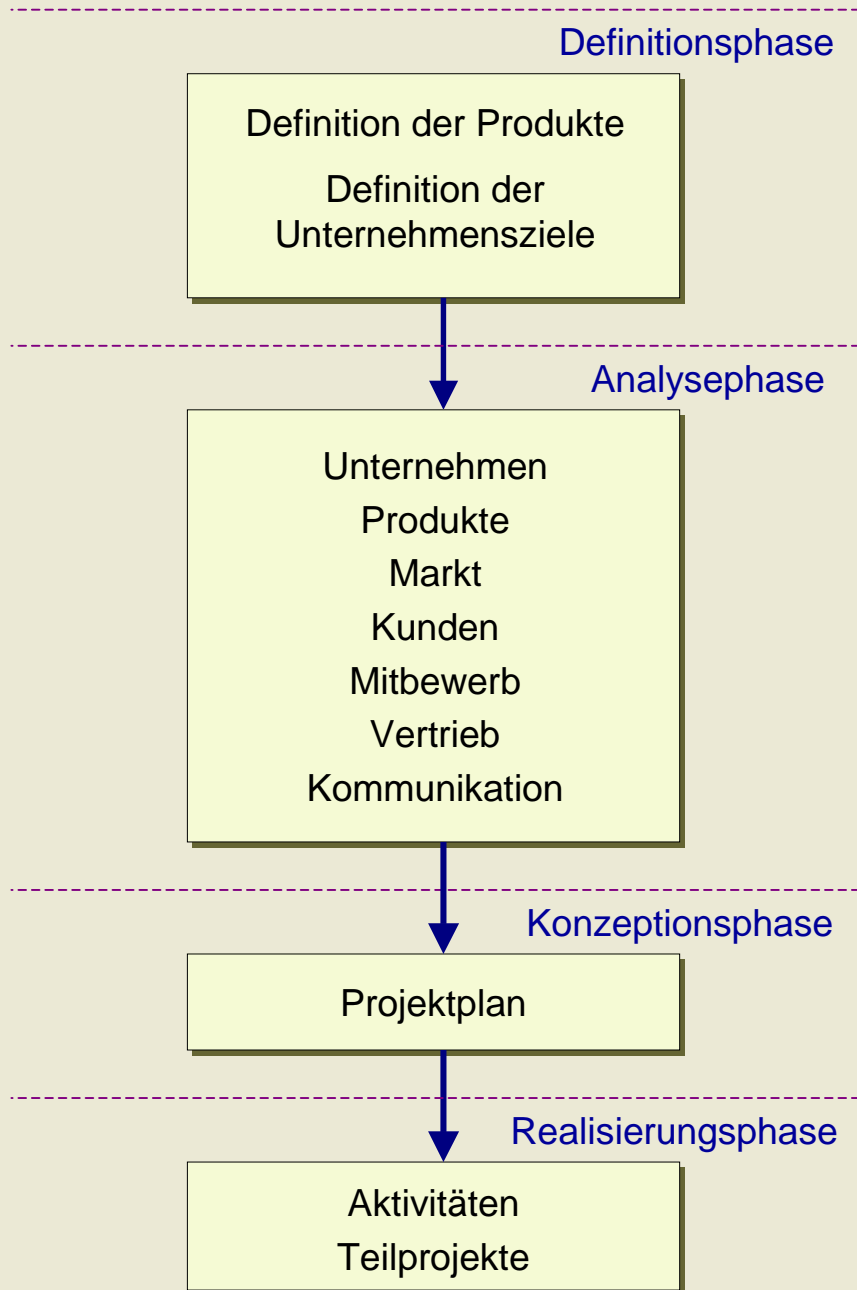 Definitionsphase
Definition der Produkte
Definition der
Unternehmensziele
Analysephase
Unternehmen
Produkte
Markt
Kunden
Mitbewerb
Vertrieb
Kommunikation
Konzeptionsphase
Projektplan
Realisierungsphase
Aktivitäten
Teilprojekte